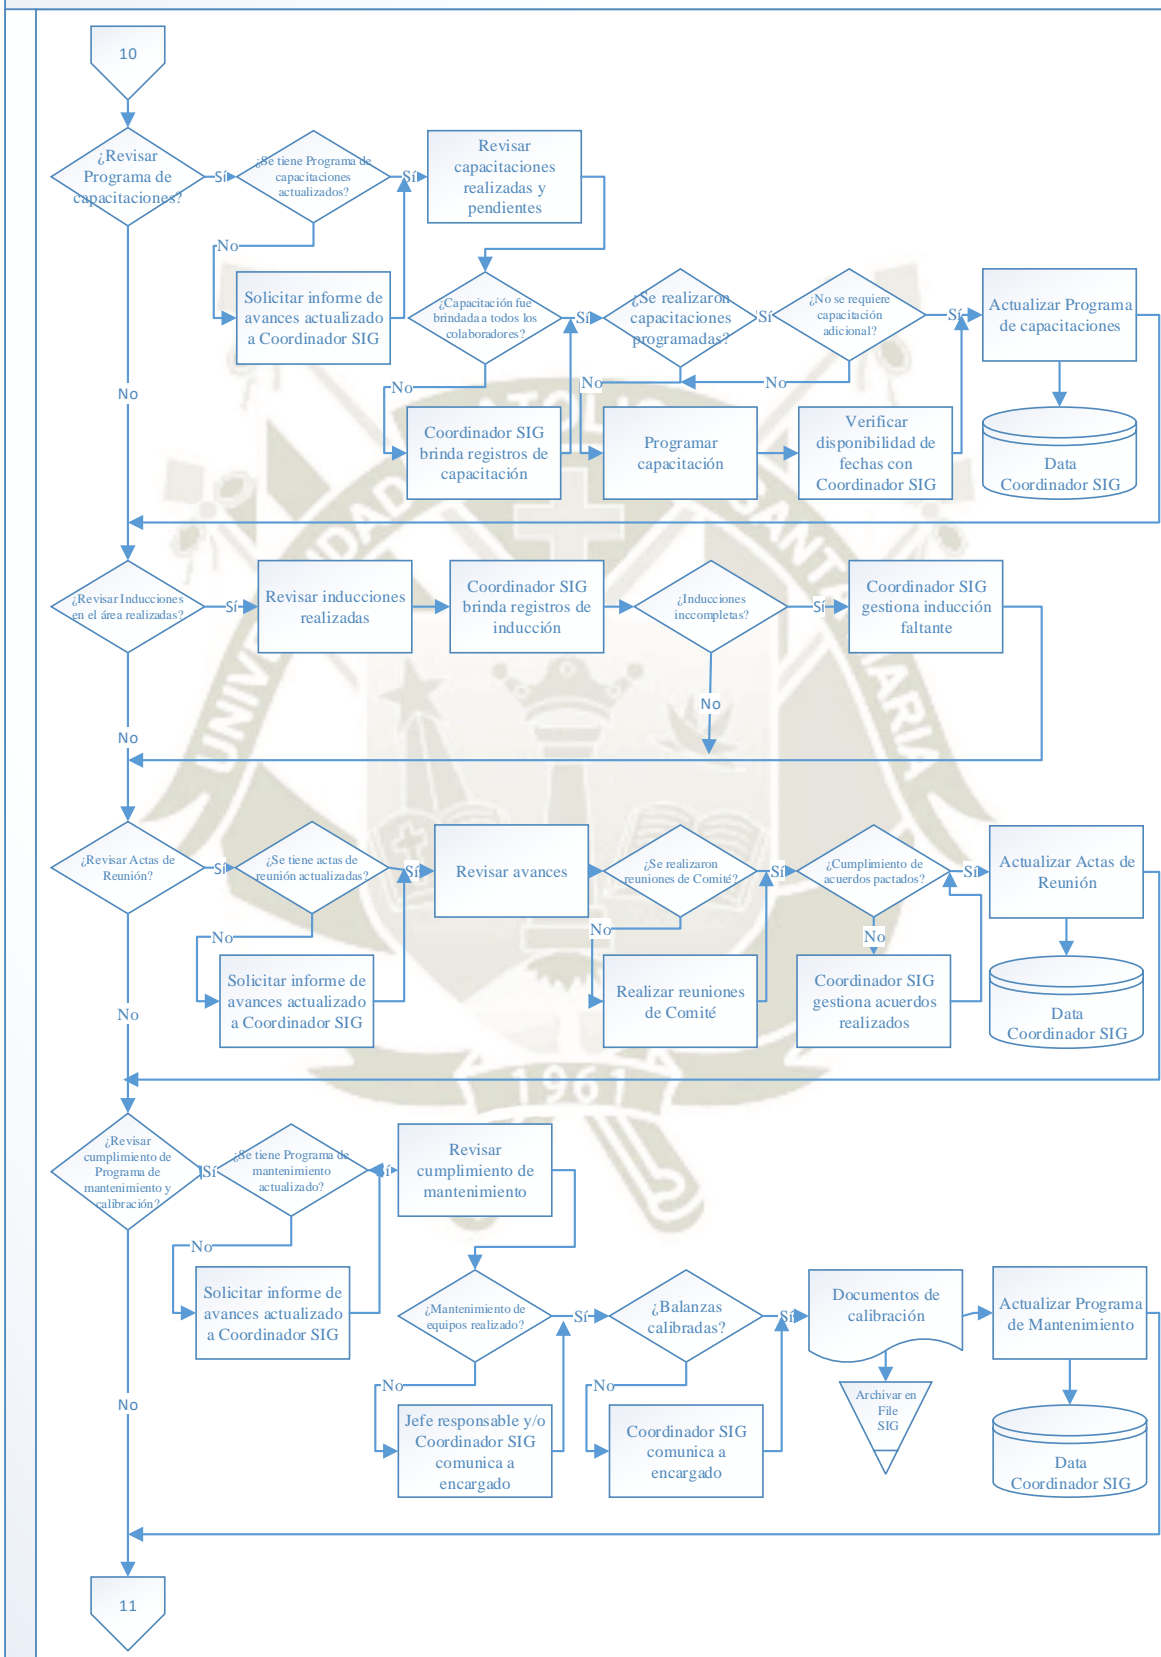 10
¿Revisar
Programa de
capacitaciones?
Sí
¿Se tiene Programa de
capacitaciones
actualizados?
Sí
Revisar
capacitaciones
realizadas y
pendientes
No
Solicitar informe de
avances actualizado
a Coordinador SIG
¿Capacitación fue
brindada a todos los
colaboradores?
Sí
¿Se realizaron
capacitaciones
programadas?
Sí
¿No se requiere
capacitación
adicional?
Sí
Actualizar Programa
de capacitaciones
No
No
No
No
Coordinador SIG
brinda registros de
capacitación
Programar
capacitación
Verificar
disponibilidad de
fechas con
Coordinador SIG
Data
Coordinador SIG
¿Revisar Inducciones
en el área realizadas?
Sí
Revisar inducciones
realizadas
Coordinador SIG
brinda registros de
inducción
¿Inducciones
inccompletas?
Sí
Coordinador SIG
gestiona inducción
faltante
No
No
¿Revisar Actas de
Reunión?
Sí
¿Se tiene actas de
reunión actualizadas?
Sí
Revisar avances
¿Se realizaron
reuniones de Comité?
Sí
¿Cumplimiento de
acuerdos pactados?
Sí
Actualizar Actas de
Reunión
No
No
No
Solicitar informe de
avances actualizado
a Coordinador SIG
Realizar reuniones
de Comité
Coordinador SIG
gestiona acuerdos
realizados
Data
Coordinador SIG
No
¿Revisar
cumplimiento de
Programa de
mantenimiento y
calibración?
Sí
¿Se tiene Programa de
mantenimiento
actualizado?
Sí
Revisar
cumplimiento de
mantenimiento
No
Solicitar informe de
avances actualizado
a Coordinador SIG
¿Mantenimiento de
equipos realizado?
Sí
¿Balanzas
calibradas?
Sí
Documentos de
calibración
Actualizar Programa
de Mantenimiento
No
No
No
Jefe responsable y/o
Coordinador SIG
comunica a
encargado
Coordinador SIG
comunica a
encargado
Archivar en
File
SIG
Data
Coordinador SIG
11
UNIVERSIDAD CATOLICA SANTA MARIA
1961